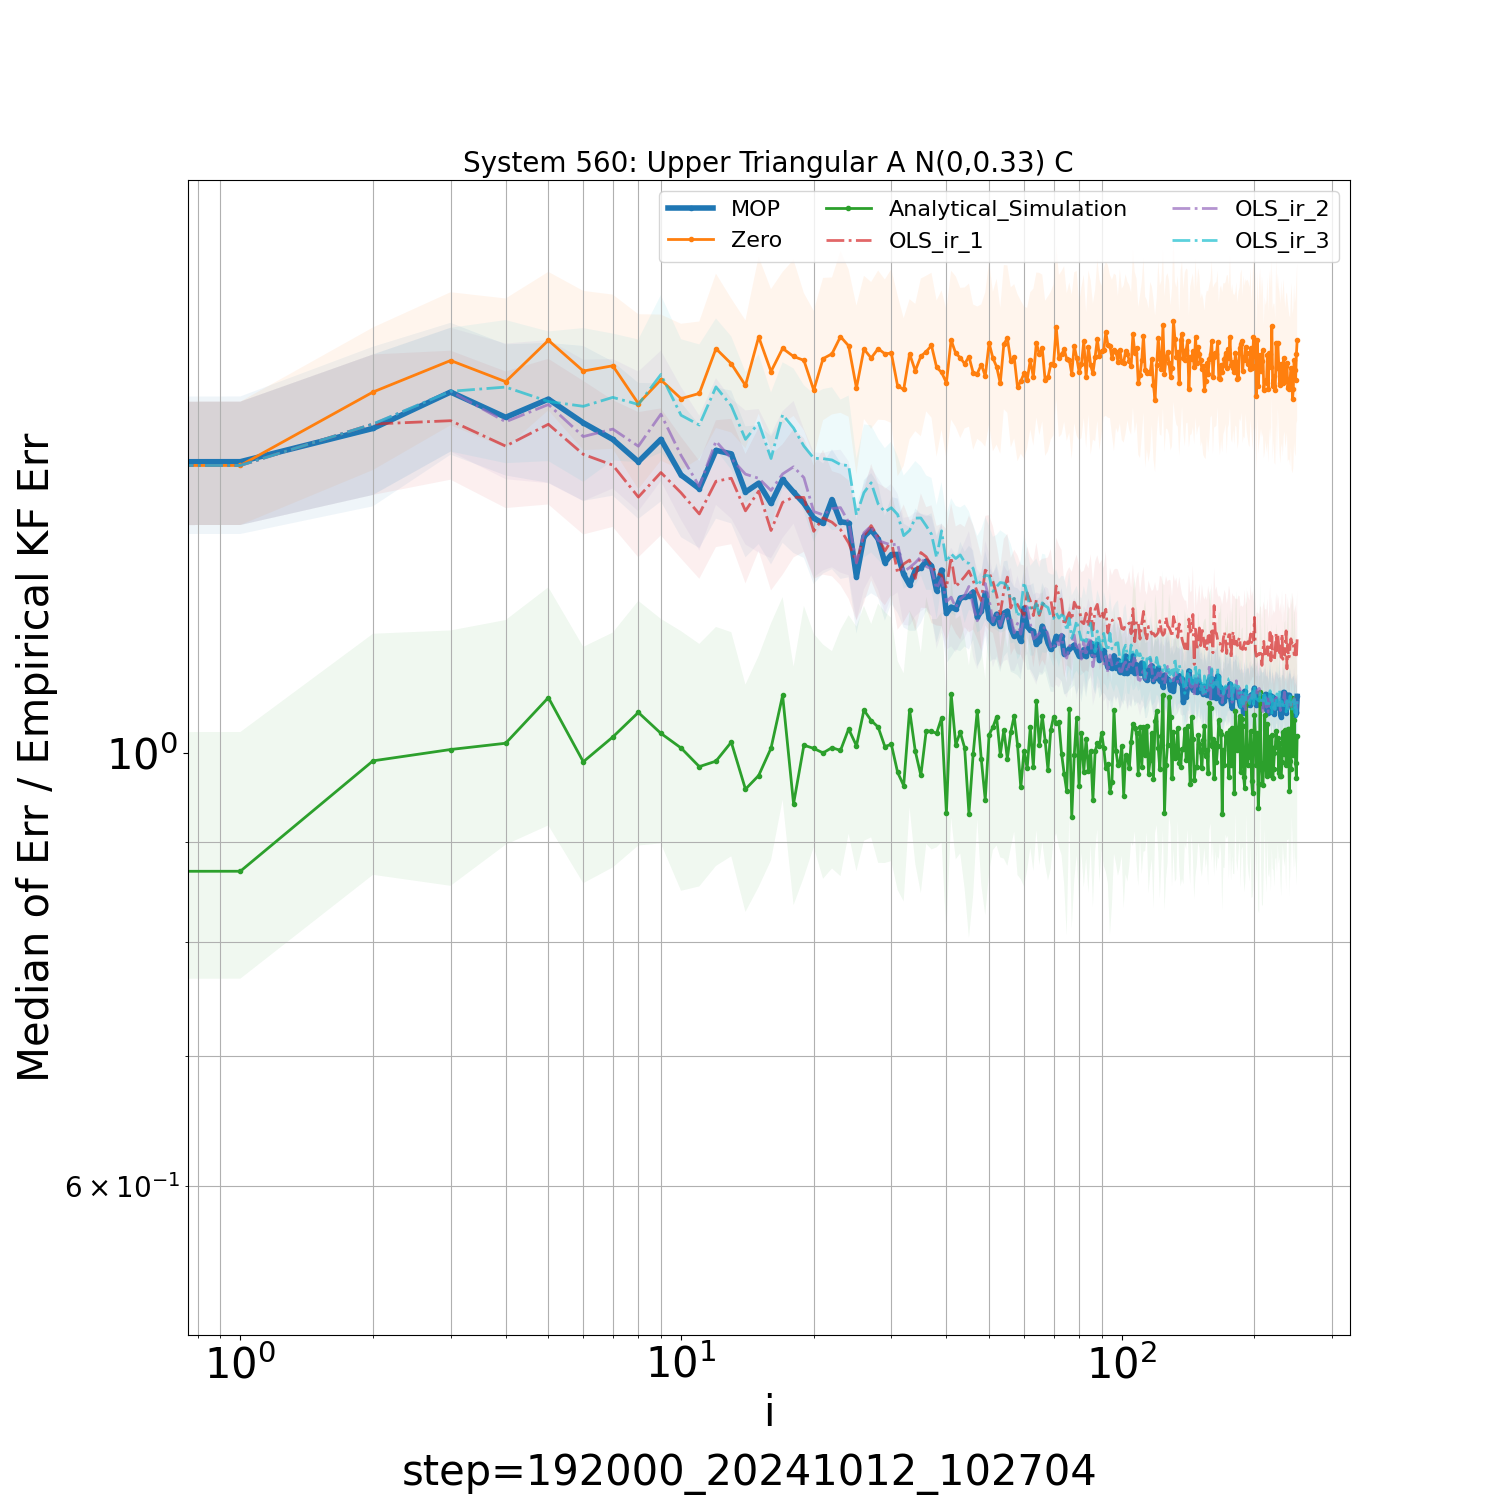 System 560: Upper Triangular A N(0,0.33) C
MOP
Zero
Analytical_Simulation
OLS_ir_1
OLS_ir_2
OLS_ir_3
Median of Err / Empirical KF Err
10⁰
6 × 10⁻¹
10⁰
10¹
10²
i
step=192000_20241012_102704